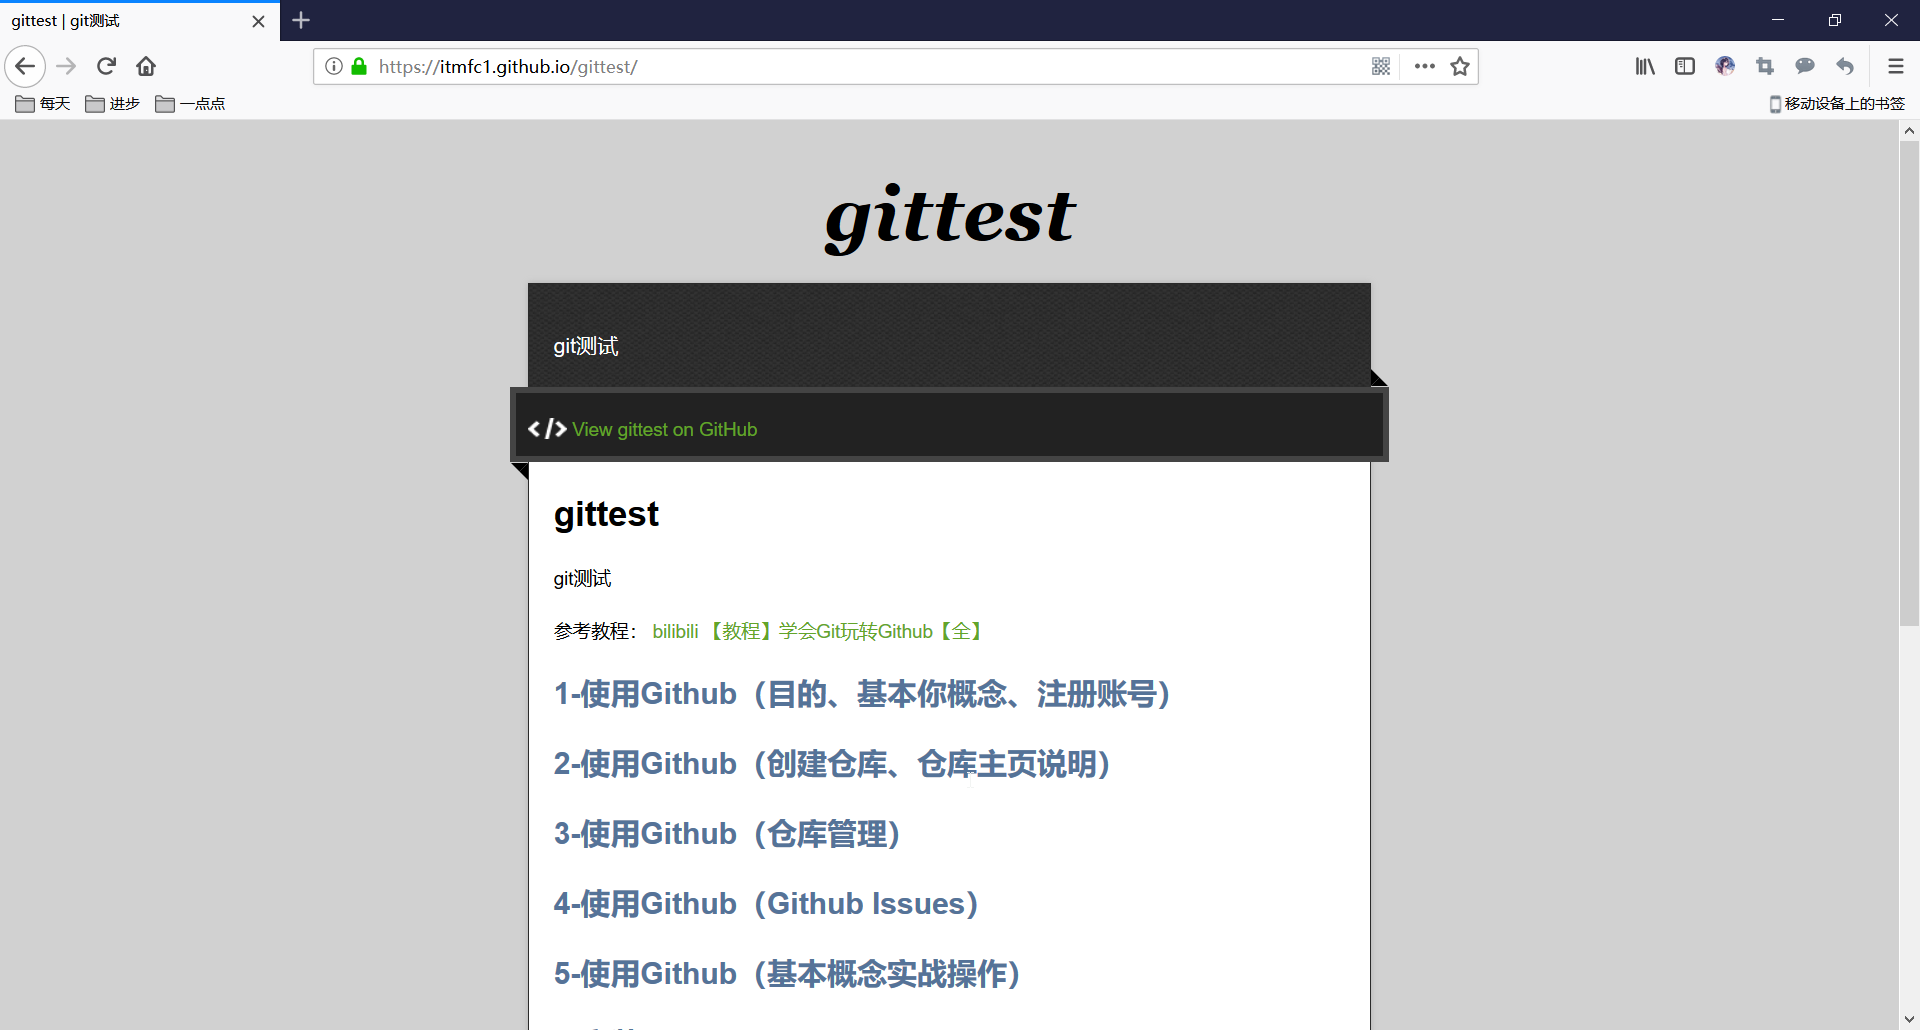 gittest | git测试
https://itmfc1.github.io/gittest/
每天 进步 一点点
移动设备上的书签
gittest
git测试
</> View gittest on GitHub
gittest
git测试
参考教程： bilibili 【教程】学会Git玩转Github【全】
1-使用Github（目的、基本你概念、注册账号）
2-使用Github（创建仓库、仓库主页说明）
3-使用Github（仓库管理）
4-使用Github（Github Issues）
5-使用Github（基本概念实战操作）